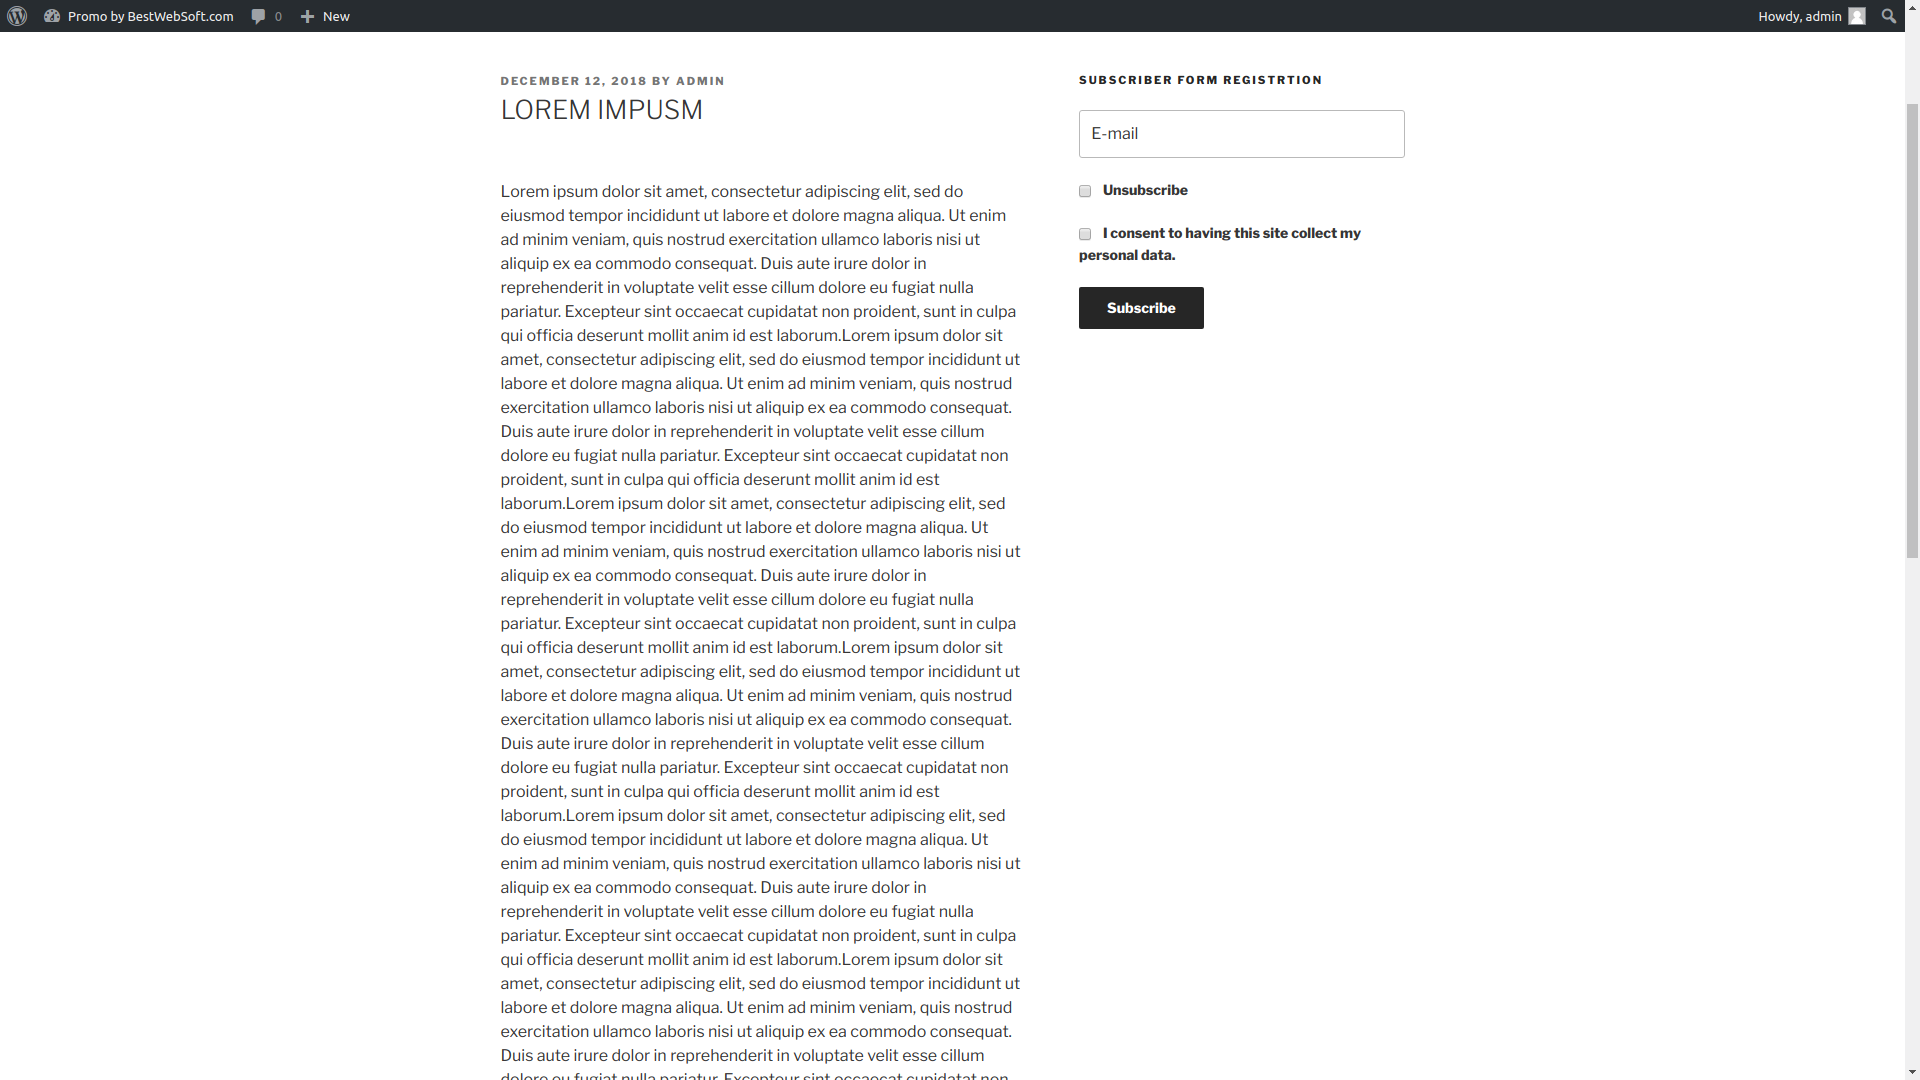 Promo by BestWebSoft.com 0 New Howdy, admin
DECEMBER 12, 2018 BY ADMIN
LOREM IMPUSM
Lorem ipsum dolor sit amet, consectetur adipiscing elit, sed do
eiusmod tempor incididunt ut labore et dolore magna aliqua. Ut enim
ad minim veniam, quis nostrud exercitation ullamco laboris nisi ut
aliquip ex ea commodo consequat. Duis aute irure dolor in
reprehenderit in voluptate velit esse cillum dolore eu fugiat nulla
pariatur. Excepteur sint occaecat cupidatat non proident, sunt in culpa
qui officia deserunt mollit anim id est laborum.Lorem ipsum dolor sit
amet, consectetur adipiscing elit, sed do eiusmod tempor incididunt ut
labore et dolore magna aliqua. Ut enim ad minim veniam, quis nostrud
exercitation ullamco laboris nisi ut aliquip ex ea commodo consequat.
Duis aute irure dolor in reprehenderit in voluptate velit esse cillum
dolore eu fugiat nulla pariatur. Excepteur sint occaecat cupidatat non
proident, sunt in culpa qui officia deserunt mollit anim id est
laborum.Lorem ipsum dolor sit amet, consectetur adipiscing elit, sed
do eiusmod tempor incididunt ut labore et dolore magna aliqua. Ut
enim ad minim veniam, quis nostrud exercitation ullamco laboris nisi ut
aliquip ex ea commodo consequat. Duis aute irure dolor in
reprehenderit in voluptate velit esse cillum dolore eu fugiat nulla
pariatur. Excepteur sint occaecat cupidatat non proident, sunt in culpa
qui officia deserunt mollit anim id est laborum.Lorem ipsum dolor sit
amet, consectetur adipiscing elit, sed do eiusmod tempor incididunt ut
labore et dolore magna aliqua. Ut enim ad minim veniam, quis nostrud
exercitation ullamco laboris nisi ut aliquip ex ea commodo consequat.
Duis aute irure dolor in reprehenderit in voluptate velit esse cillum
dolore eu fugiat nulla pariatur. Excepteur sint occaecat cupidatat non
proident, sunt in culpa qui officia deserunt mollit anim id est
laborum.Lorem ipsum dolor sit amet, consectetur adipiscing elit, sed
do eiusmod tempor incididunt ut labore et dolore magna aliqua. Ut
enim ad minim veniam, quis nostrud exercitation ullamco laboris nisi ut
aliquip ex ea commodo consequat. Duis aute irure dolor in
reprehenderit in voluptate velit esse cillum dolore eu fugiat nulla
pariatur. Excepteur sint occaecat cupidatat non proident, sunt in culpa
qui officia deserunt mollit anim id est laborum.Lorem ipsum dolor sit
amet, consectetur adipiscing elit, sed do eiusmod tempor incididunt ut
labore et dolore magna aliqua. Ut enim ad minim veniam, quis nostrud
exercitation ullamco laboris nisi ut aliquip ex ea commodo consequat.
Duis aute irure dolor in reprehenderit in voluptate velit esse cillum
dolore eu fugiat nulla pariatur. Excepteur sint occaecat cupidatat non
SUBSCRIBER FORM REGISTRTION
E-mail
Unsubscribe
I consent to having this site collect my
personal data.
Subscribe